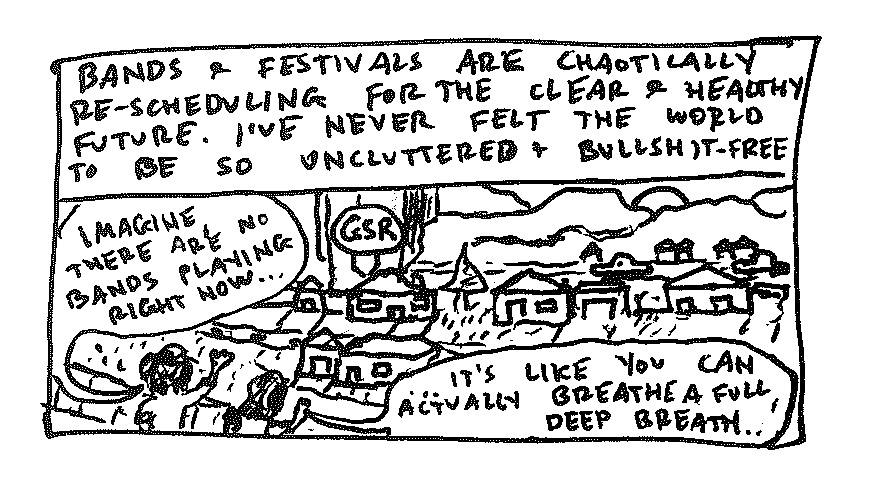 BANDS & FESTIVALS ARE CHAOTICALLY
RE-SCHEDULING FOR THE CLEAR & HEALTHY
FUTURE. I'VE NEVER FELT THE WORLD
TO BE SO UNCLUTTERED & BULLSHIT-FREE
IMAGINE
THERE ARE NO
BANDS PLAYING
RIGHT NOW...
GSR
IT'S LIKE YOU CAN
ACTUALLY BREATHE A FULL
DEEP BREATH..